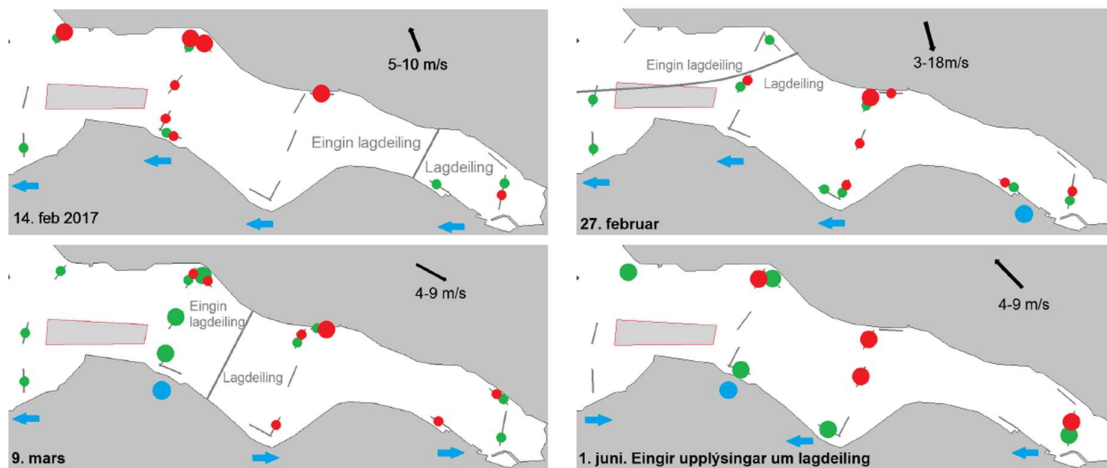 5-10 m/s
Eingin lagdeiling
Lagdeiling
14. feb 2017
3-18m/s
Eingin lagdeiling
Lagdeiling
27. februar
4-9 m/s
Eingin
lagdeiling
Lagdeiling
9. mars
4-9 m/s
1. juni. Eingir upplýsingar um lagdeiling